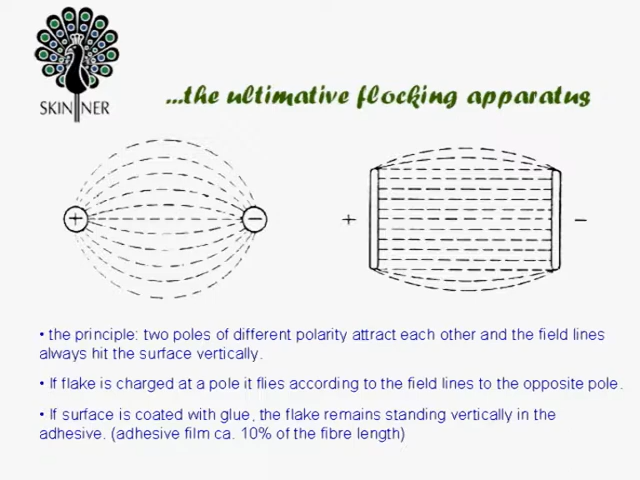 SKINNER
...the ultimative flocking apparatus
+ −
+ −
• the principle: two poles of different polarity attract each other and the field lines
always hit the surface vertically.
• If flake is charged at a pole it flies according to the field lines to the opposite pole.
• If surface is coated with glue, the flake remains standing vertically in the
adhesive. (adhesive film ca. 10% of the fibre length)